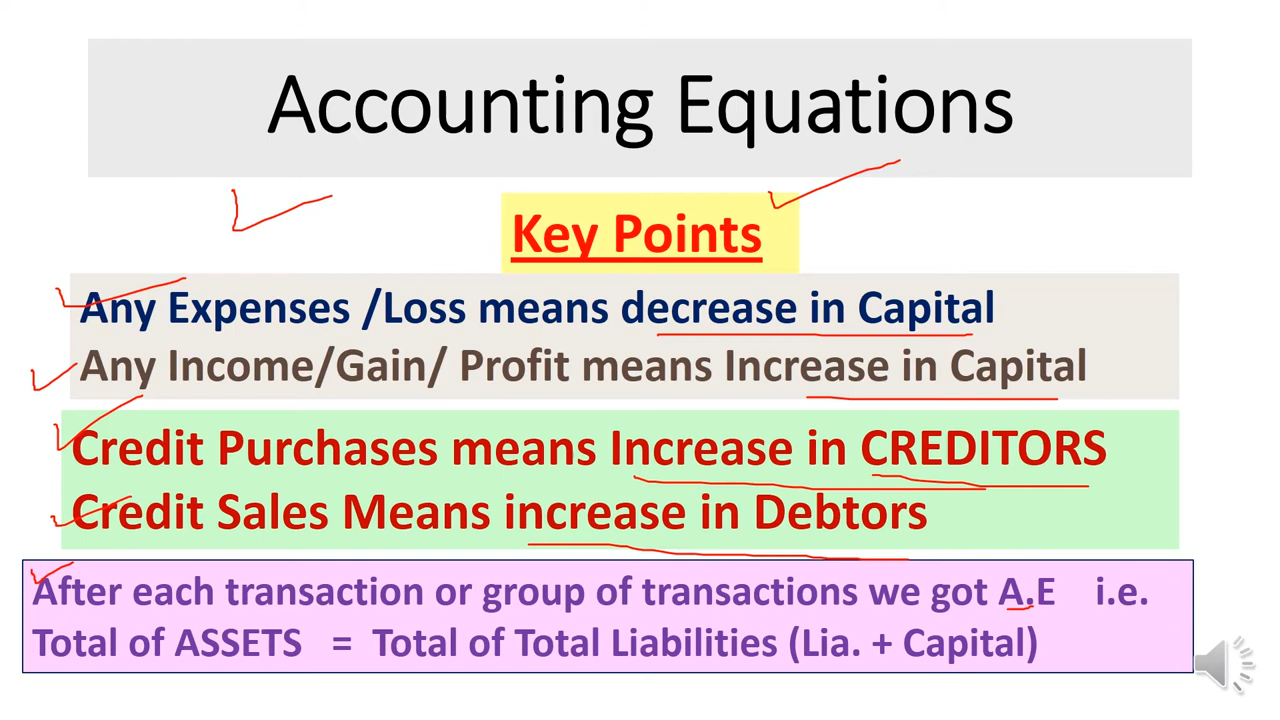 Accounting Equations
Key Points
Any Expenses /Loss means decrease in Capital
Any Income/Gain/ Profit means Increase in Capital
Credit Purchases means Increase in CREDITORS
Credit Sales Means increase in Debtors
After each transaction or group of transactions we got A.E i.e.
Total of ASSETS = Total of Total Liabilities (Lia. + Capital)